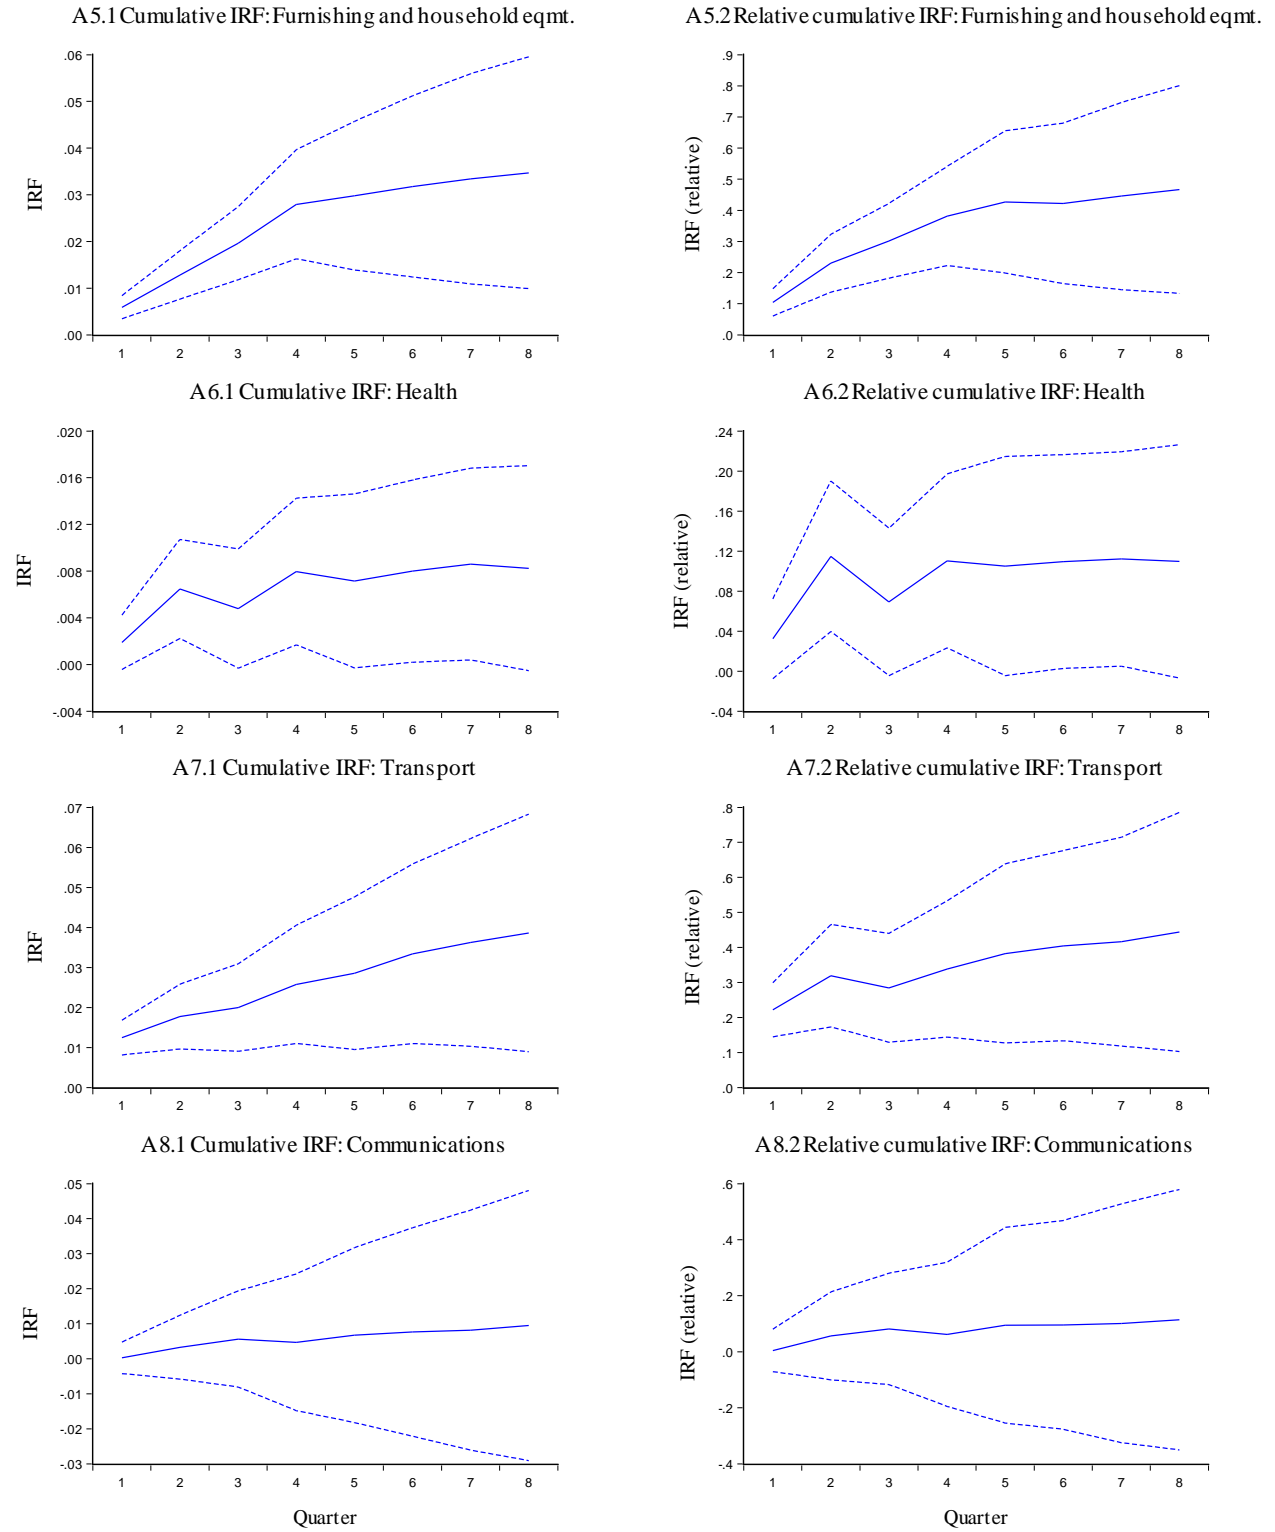 A5.1 Cumulative IRF: Furnishing and household eqmt.
A5.2 Relative cumulative IRF: Furnishing and household eqmt.
IRF
.06
.05
.04
.03
.02
.01
.00
1 2 3 4 5 6 7 8
IRF (relative)
.9
.8
.7
.6
.5
.4
.3
.2
.1
.0
1 2 3 4 5 6 7 8
A6.1 Cumulative IRF: Health
A6.2 Relative cumulative IRF: Health
IRF
.020
.016
.012
.008
.004
.000
-.004
1 2 3 4 5 6 7 8
IRF (relative)
.24
.20
.16
.12
.08
.04
.00
-.04
1 2 3 4 5 6 7 8
A7.1 Cumulative IRF: Transport
A7.2 Relative cumulative IRF: Transport
IRF
.07
.06
.05
.04
.03
.02
.01
.00
1 2 3 4 5 6 7 8
IRF (relative)
.8
.7
.6
.5
.4
.3
.2
.1
.0
1 2 3 4 5 6 7 8
A8.1 Cumulative IRF: Communications
A8.2 Relative cumulative IRF: Communications
IRF
.05
.04
.03
.02
.01
.00
-.01
-.02
-.03
1 2 3 4 5 6 7 8
Quarter
IRF (relative)
.6
.4
.2
.0
-.2
-.4
1 2 3 4 5 6 7 8
Quarter